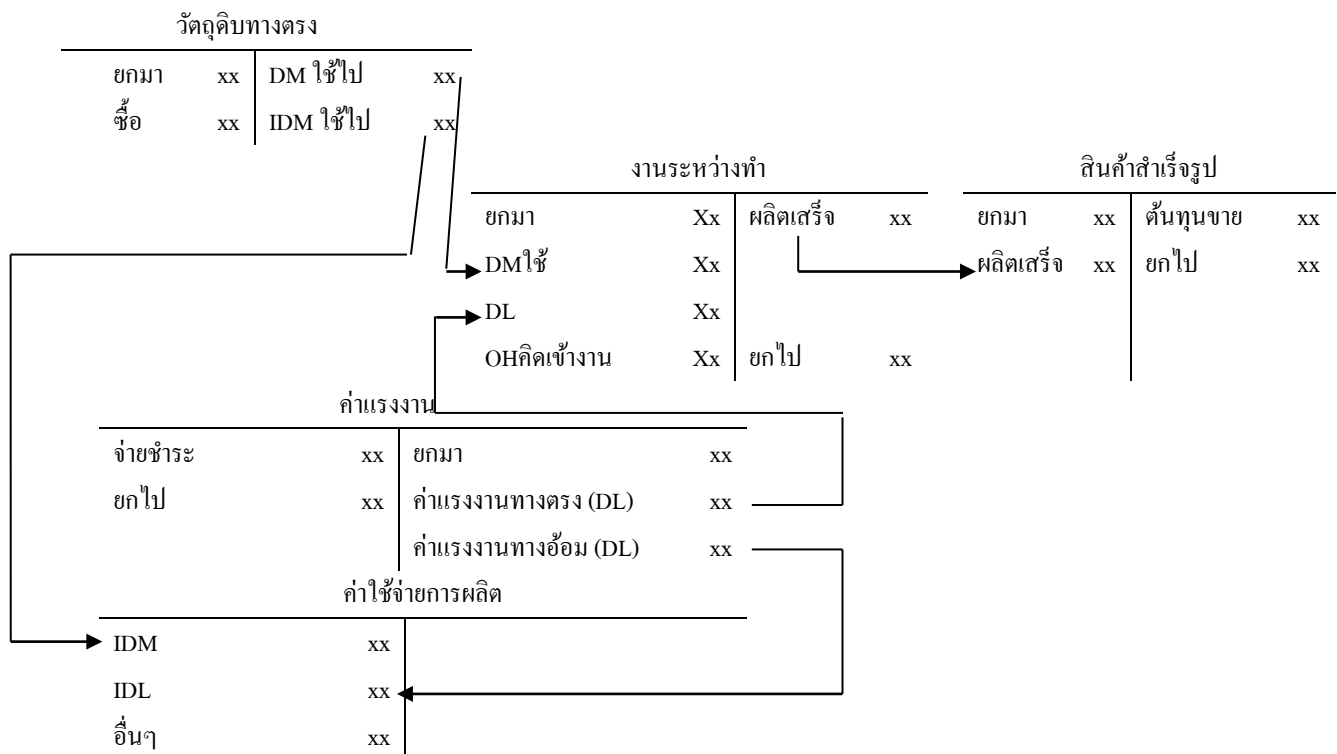 วัตถุดิบทางตรง
ยกมา xx DM ใช้ไป xx
ซื้อ xx IDM ใช้ไป xx
งานระหว่างทำ
ยกมา Xx ผลิตเสร็จ xx
DMใช้ Xx
DL Xx
OHคิดเข้างาน Xx ยกไป xx
สินค้าสำเร็จรูป
ยกมา xx ต้นทุนขาย xx
ผลิตเสร็จ xx ยกไป xx
ค่าแรงงาน
จ่ายชำระ xx ยกมา xx
ยกไป xx ค่าแรงงานทางตรง (DL) xx
ค่าแรงงานทางอ้อม (DL) xx
ค่าใช้จ่ายการผลิต
IDM xx
IDL xx
อื่นๆ xx